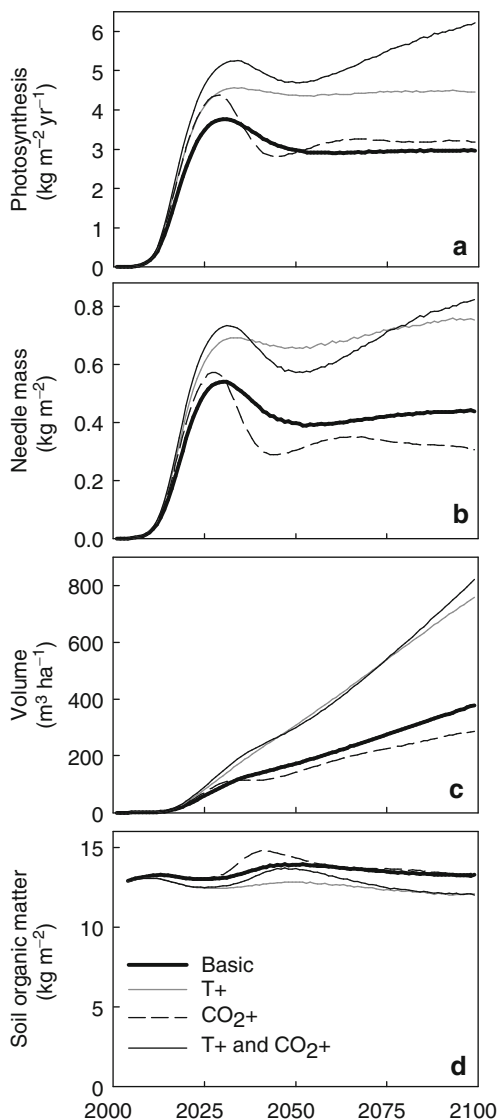 Photosynthesis
(kg m⁻² yr⁻¹)
6
5
4
3
2
1
0
a
Needle mass
(kg m⁻²)
0.8
0.6
0.4
0.2
0.0
b
Volume
(m³ ha⁻¹)
800
600
400
200
0
c
Soil organic matter
(kg m⁻²)
15
10
5
0
Basic
T+
CO₂+
T+ and CO₂+
d
2000 2025 2050 2075 2100